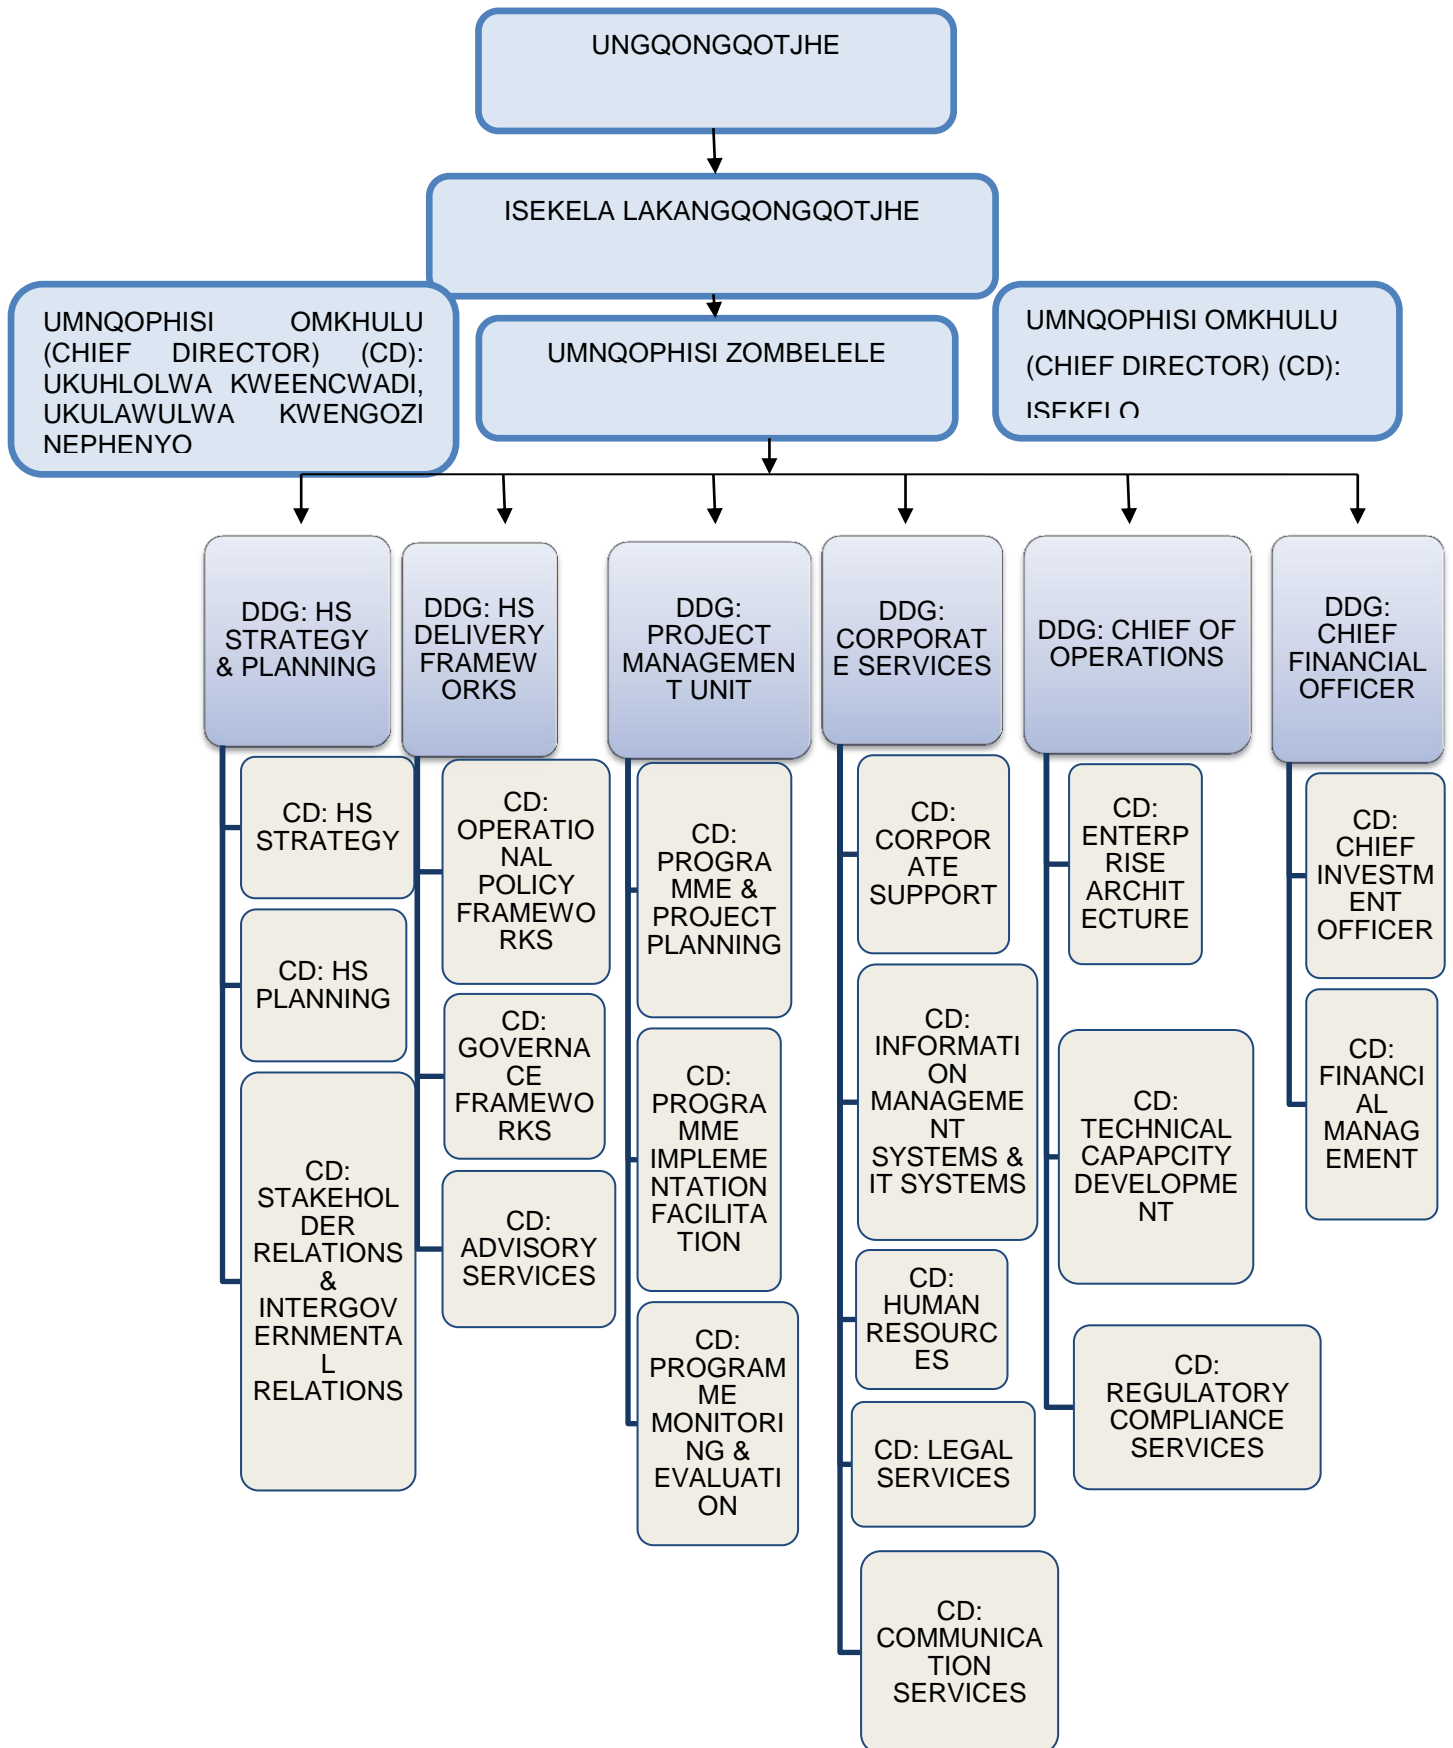 UNGQONGQOTJHE
ISEKELA LAKANGQONGQOTJHE
UMNQOPHISI OMKHULU
(CHIEF DIRECTOR) (CD):
UKUHLOLWA KWEENCWADI,
UKULAWULWA KWENGOZI
NEPHENYO
UMNQOPHISI ZOMBELELE
UMNQOPHISI OMKHULU
(CHIEF DIRECTOR) (CD):
ISEKELO
DDG: HS
STRATEGY
& PLANNING
CD: HS
STRATEGY
CD: HS
PLANNING
CD:
STAKEHOL
DER
RELATIONS
&
INTERGOV
ERNMENTA
L
RELATIONS
DDG: HS
DELIVERY
FRAMEW
ORKS
CD:
OPERATIO
NAL
POLICY
FRAMEWO
RKS
CD:
GOVERNA
CE
FRAMEWO
RKS
CD:
ADVISORY
SERVICES
DDG:
PROJECT
MANAGEMEN
T UNIT
CD:
PROGRA
MME &
PROJECT
PLANNING
CD:
PROGRA
MME
IMPLEME
NTATION
FACILITA
TION
CD:
PROGRAM
ME
MONITORI
NG &
EVALUATI
ON
DDG:
CORPORAT
E SERVICES
CD:
CORPOR
ATE
SUPPORT
CD:
INFORMATI
ON
MANAGEME
NT
SYSTEMS &
IT SYSTEMS
CD:
HUMAN
RESOURC
ES
CD: LEGAL
SERVICES
CD:
COMMUNICA
TION
SERVICES
DDG: CHIEF OF
OPERATIONS
CD:
ENTERP
RISE
ARCHIT
ECTURE
CD:
TECHNICAL
CAPAPCITY
DEVELOPME
NT
CD:
REGULATORY
COMPLIANCE
SERVICES
DDG:
CHIEF
FINANCIAL
OFFICER
CD:
CHIEF
INVESTM
ENT
OFFICER
CD:
FINANCI
AL
MANAG
EMENT